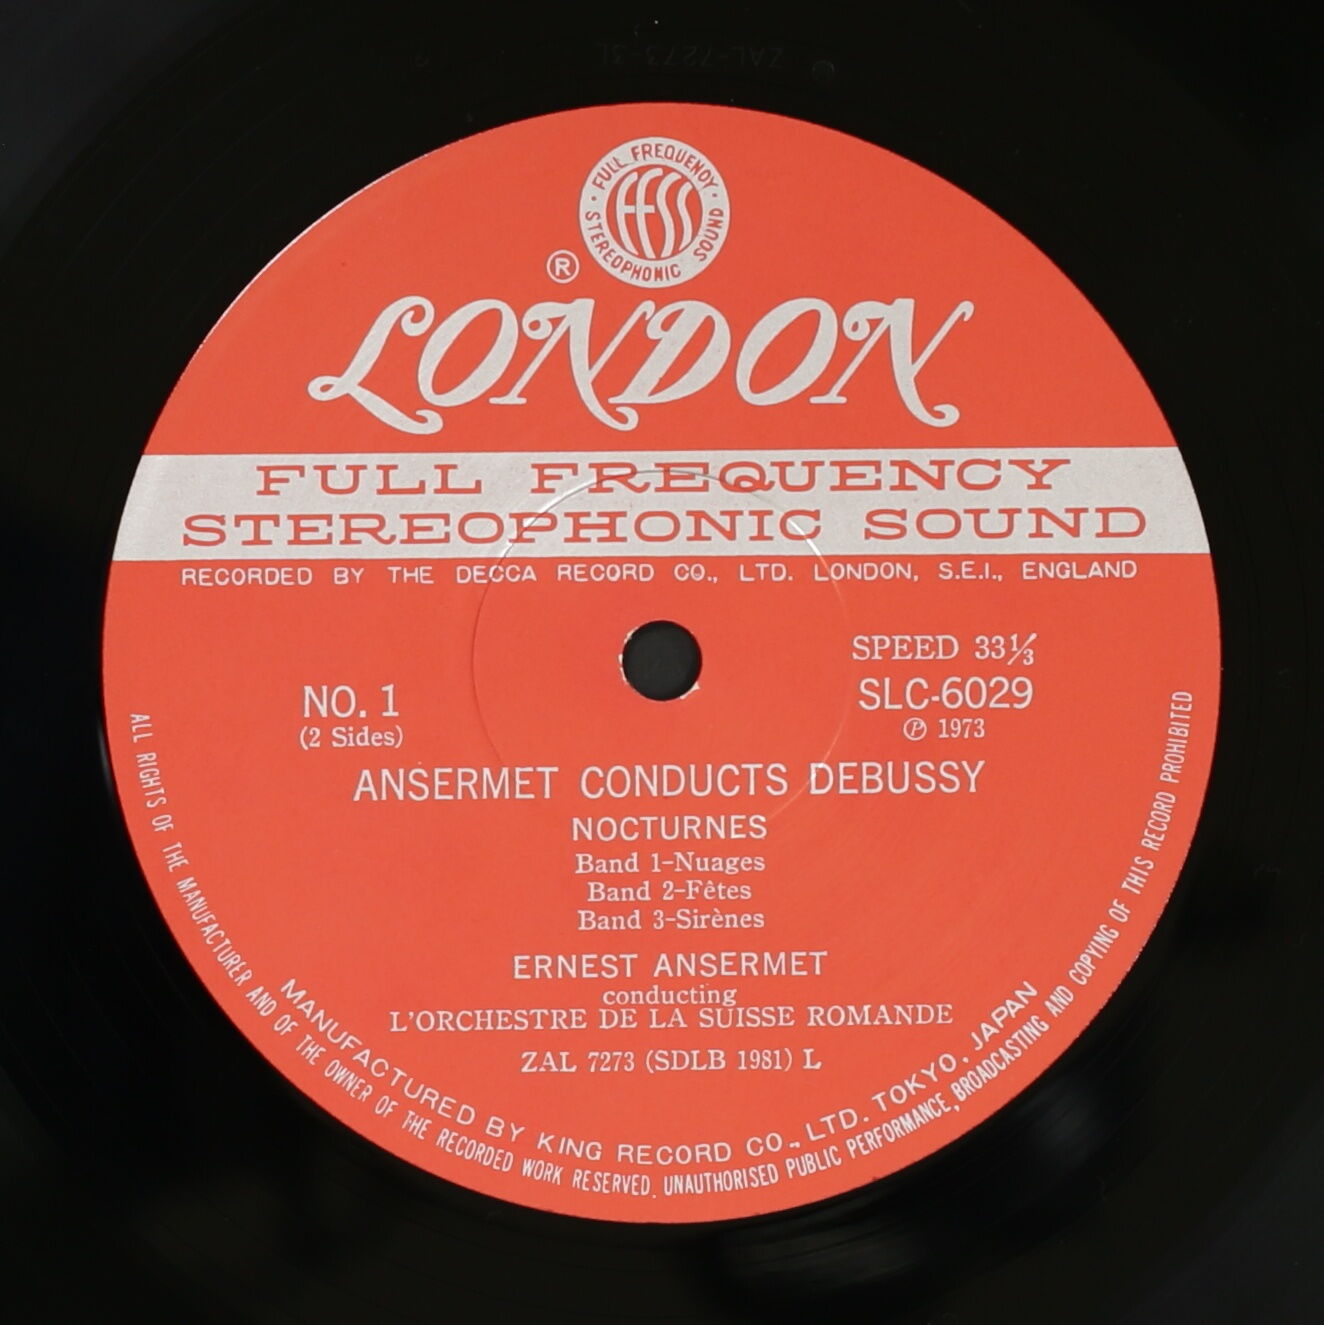 ZAL-7273-3L
FULL FREQUENCY
STEREOPHONIC SOUND
FFSS
®
LONDON
FULL FREQUENCY
STEREOPHONIC SOUND
RECORDED BY THE DECCA RECORD CO., LTD. LONDON, S.E.I., ENGLAND
SPEED 33⅓
NO. 1
SLC-6029
(2 Sides)
℗ 1973
ANSERMET CONDUCTS DEBUSSY
NOCTURNES
Band 1-Nuages
Band 2-Fêtes
Band 3-Sirènes
ERNEST ANSERMET
conducting
L'ORCHESTRE DE LA SUISSE ROMANDE
ZAL 7273 (SDLB 1981) L
MANUFACTURED BY KING RECORD CO., LTD. TOKYO, JAPAN
ALL RIGHTS OF THE MANUFACTURER AND OF THE OWNER OF THE RECORDED WORK RESERVED. UNAUTHORISED PUBLIC PERFORMANCE, BROADCASTING AND COPYING OF THIS RECORD PROHIBITED